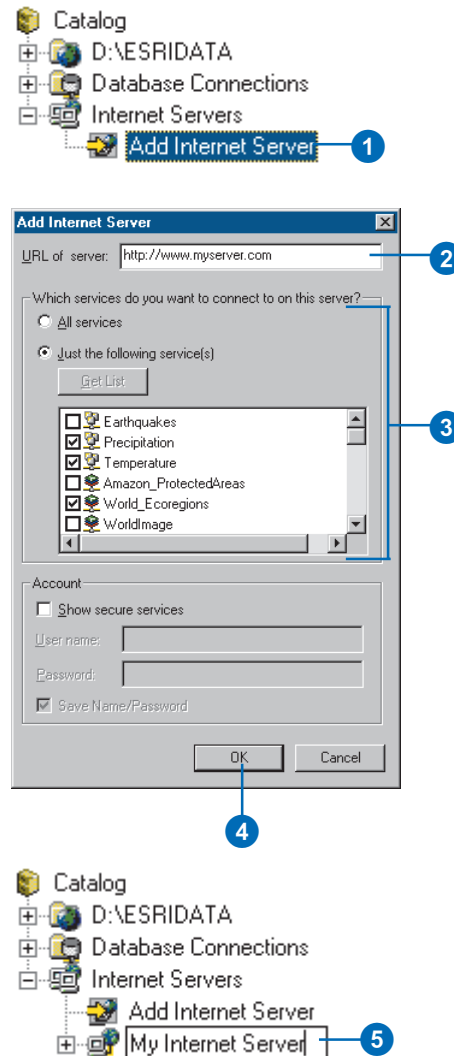 Catalog
D:\ESRIDATA
Database Connections
Internet Servers
Add Internet Server
1
Add Internet Server
URL of server: http://www.myserver.com
2
Which services do you want to connect to on this server?
All services
Just the following service(s)
Get List
3
Earthquakes
Precipitation
Temperature
Amazon_ProtectedAreas
World_Ecoregions
WorldImage
Account
Show secure services
User name:
Password:
Save Name/Password
OK Cancel
4
Catalog
D:\ESRIDATA
Database Connections
Internet Servers
Add Internet Server
My Internet Server
5